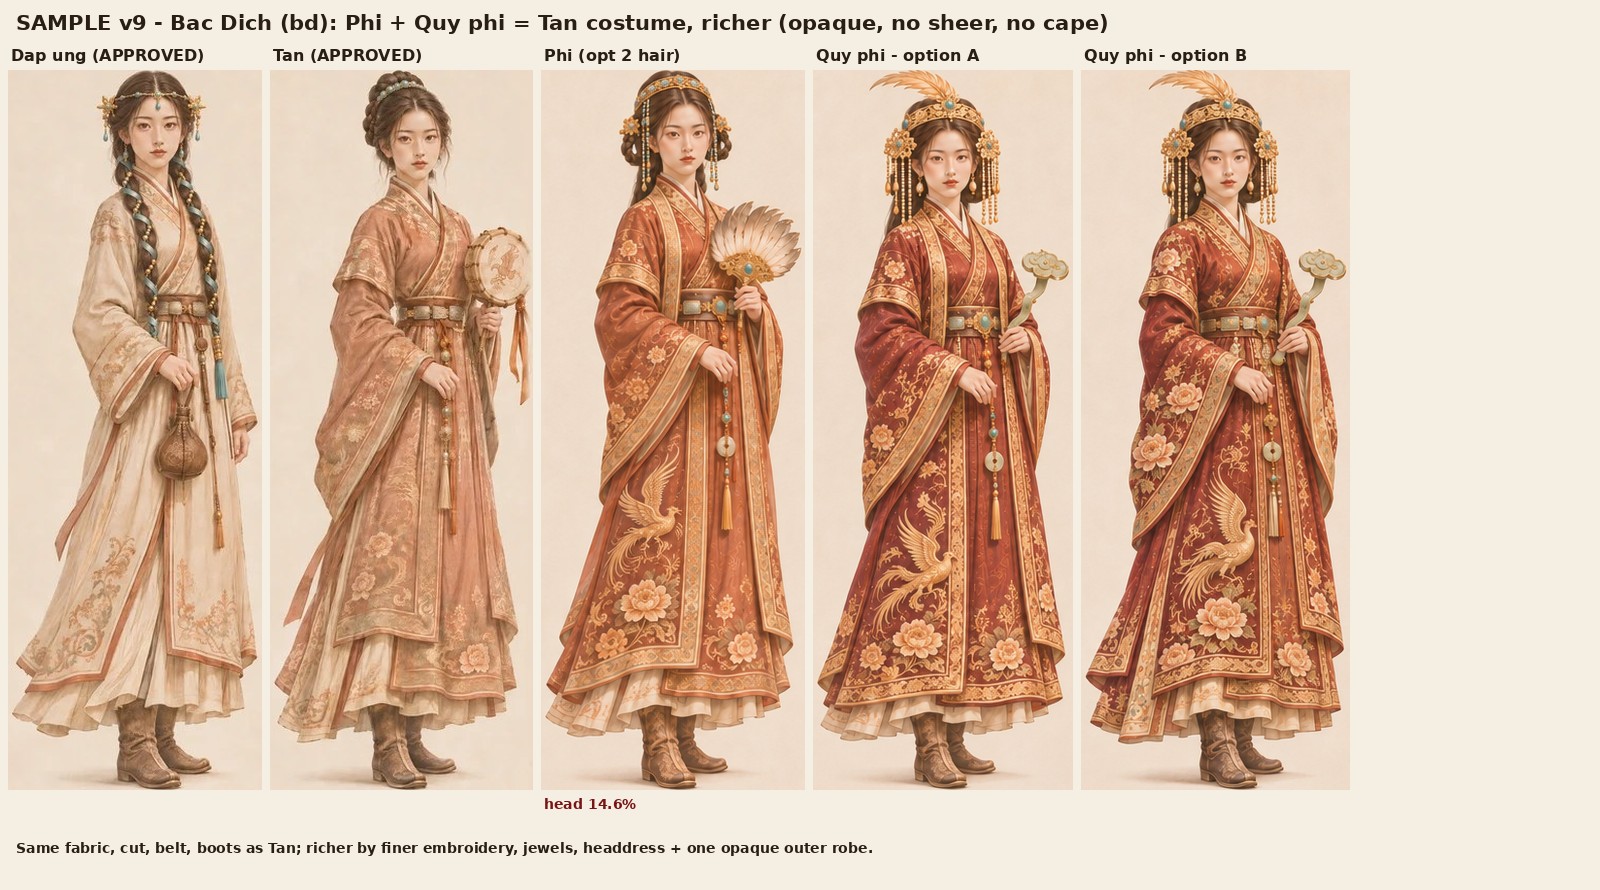 SAMPLE v9 - Bac Dich (bd): Phi + Quy phi = Tan costume, richer (opaque, no sheer, no cape)
Dap ung (APPROVED)
Tan (APPROVED)
Phi (opt 2 hair)
Quy phi - option A
Quy phi - option B
head 14.6%
Same fabric, cut, belt, boots as Tan; richer by finer embroidery, jewels, headdress + one opaque outer robe.